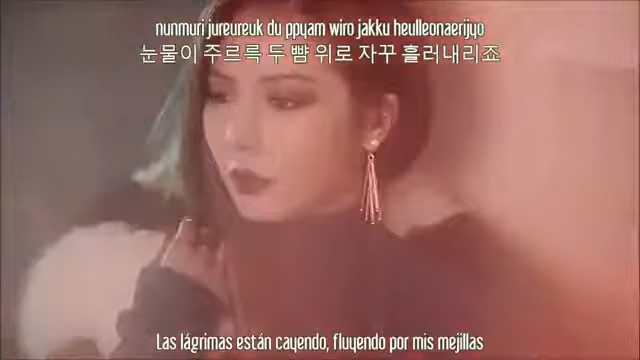 nunmuri jureureuk du ppyam wiro jakku heulleonaerijyo
눈물이 주르륵 두 뺨 위로 자꾸 흘러내리죠
Las lágrimas están cayendo, fluyendo por mis mejillas